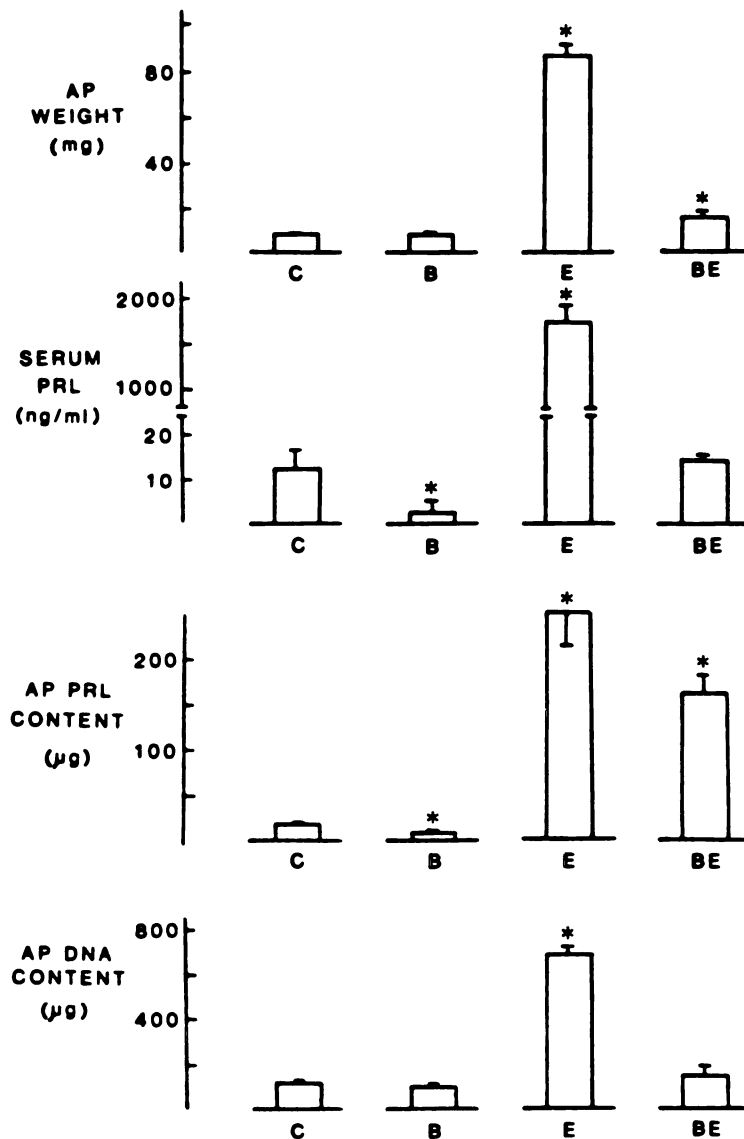 AP
WEIGHT
(mg)
80
40
*
*
C B E BE
SERUM
PRL
(ng/ml)
2000
1000
20
10
*
*
C B E BE
AP PRL
CONTENT
(µg)
200
100
*
*
*
C B E BE
AP DNA
CONTENT
(µg)
800
400
*
C B E BE